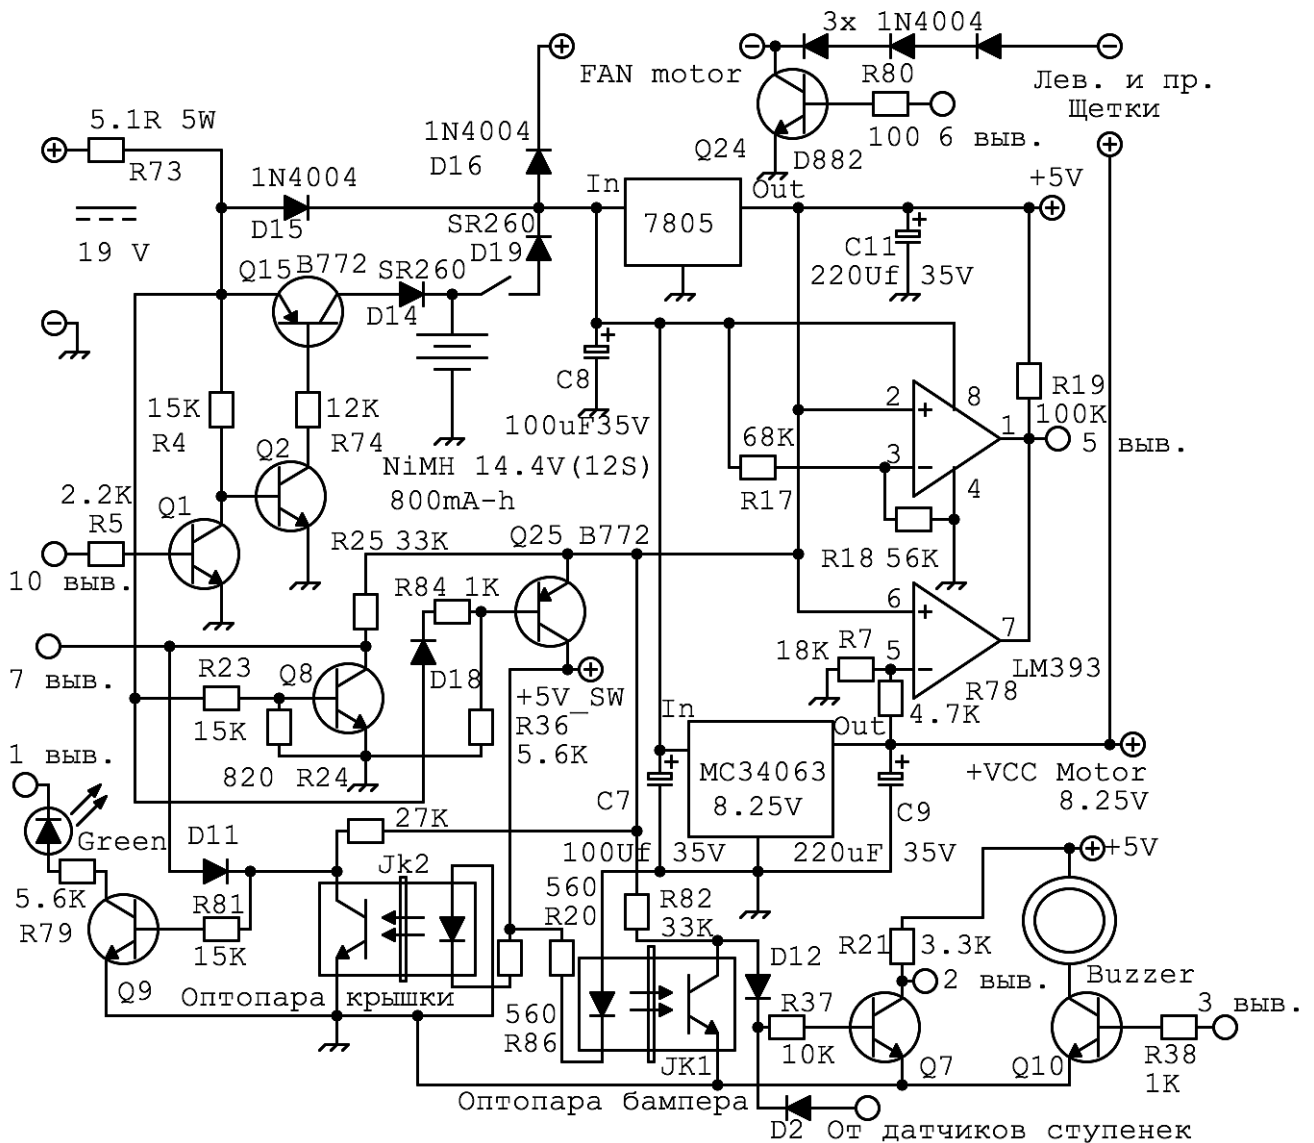 3x 1N4004
FAN motor
R80
Лев. и пр.
Щетки
5.1R 5W
R73
1N4004
D16
Q24
D882
100 6 выв.
1N4004
D15
In
Out
7805
+5V
19 V
SR260
D19
C11
220Uf 35V
Q15 B772
SR260
D14
C8
100uF35V
15K
R4
12K
R74
Q2
NiMH 14.4V(12S)
800mA-h
68K
R17
2
3
8
1
4
R19
100K
5 выв.
2.2K
R5
Q1
10 выв.
R25 33K
Q25 B772
R18 56K
R84 1K
6
5
7
LM393
7 выв.
R23
15K
Q8
D18
+5V_SW
R36
5.6K
18K
R7
R78
4.7K
820 R24
In
Out
MC34063
8.25V
+VCC Motor
8.25V
1 выв.
Green
C7
100Uf 35V
C9
220uF 35V
27K
D11
Jk2
5.6K
R79
R81
15K
560
R20
R82
33K
+5V
Q9
Оптопара крышки
560
R86
D12
R37
10K
R21 3.3K
2 выв.
Buzzer
3 выв.
JK1
Q7
Q10
R38
1K
Оптопара бампера
D2 От датчиков ступенек